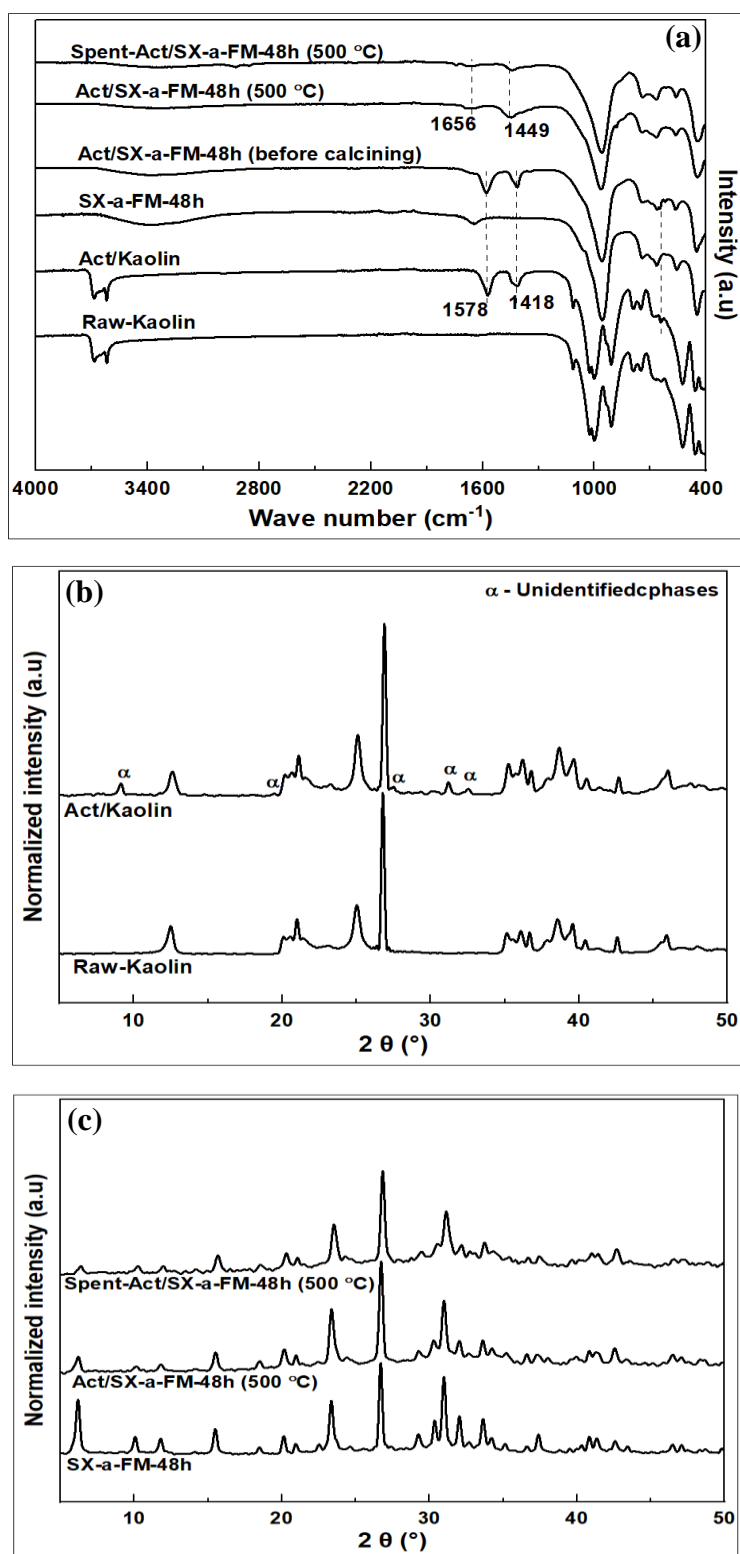 (a)
Spent-Act/SX-a-FM-48h (500 °C)
Act/SX-a-FM-48h (500 °C)
1656
1449
Act/SX-a-FM-48h (before calcining)
SX-a-FM-48h
Act/Kaolin
1578
1418
Raw-Kaolin
Intensity (a.u)
4000 3400 2800 2200 1600 1000 400
Wave number (cm⁻¹)
(b)
α - Unidentifiedcphases
Normalized intensity (a.u)
α α α α α
Act/Kaolin
Raw-Kaolin
10 20 30 40 50
2 θ (°)
(c)
Normalized intensity (a.u)
Spent-Act/SX-a-FM-48h (500 °C)
Act/SX-a-FM-48h (500 °C)
SX-a-FM-48h
10 20 30 40 50
2 θ (°)